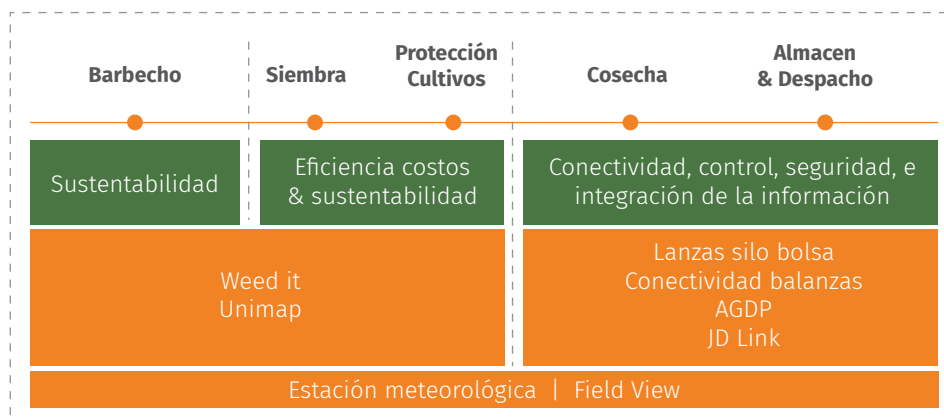 Barbecho
Siembra
Protección
Cultivos
Cosecha
Almacen
& Despacho
Sustentabilidad
Eficiencia costos
& sustentabilidad
Conectividad, control, seguridad, e
integración de la información
Weed it
Unimap
Lanzas silo bolsa
Conectividad balanzas
AGDP
JD Link
Estación meteorológica | Field View